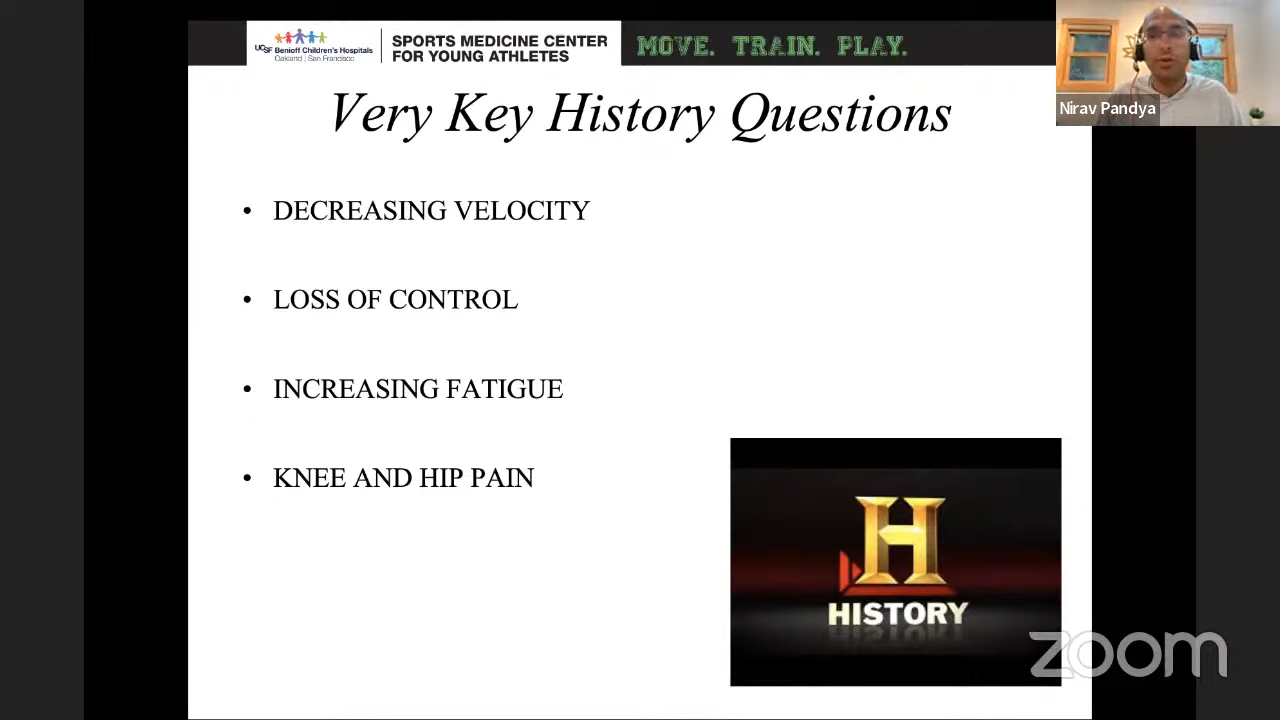 UCSF Benioff Children's Hospitals
Oakland | San Francisco
SPORTS MEDICINE CENTER
FOR YOUNG ATHLETES
MOVE. TRAIN. PLAY.
Nirav Pandya
Very Key History Questions
• DECREASING VELOCITY
• LOSS OF CONTROL
• INCREASING FATIGUE
• KNEE AND HIP PAIN
H
HISTORY
zoom